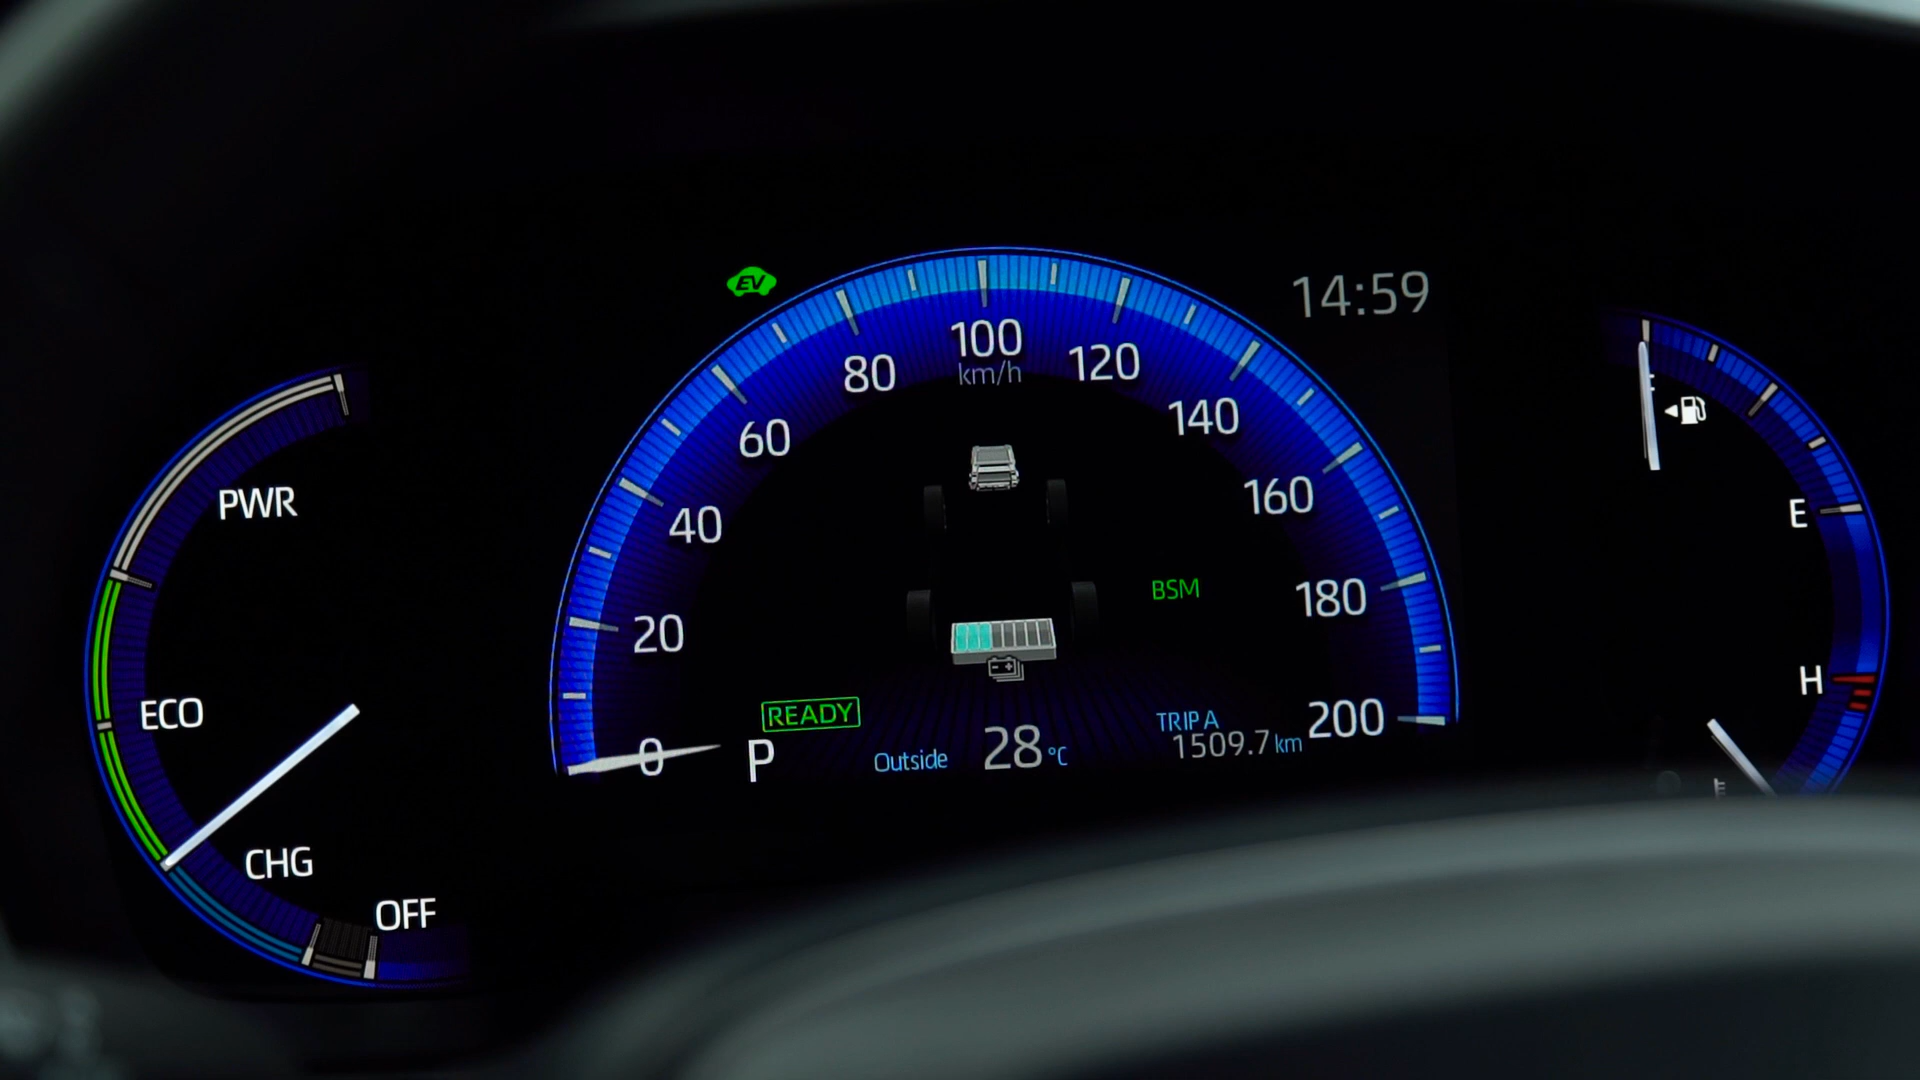 EV
14:59
100
km/h
80
120
60
140
40
160
20
180
0
200
BSM
READY
P
Outside 28 °C
TRIP A
1509.7 km
PWR
ECO
CHG
OFF
E
H